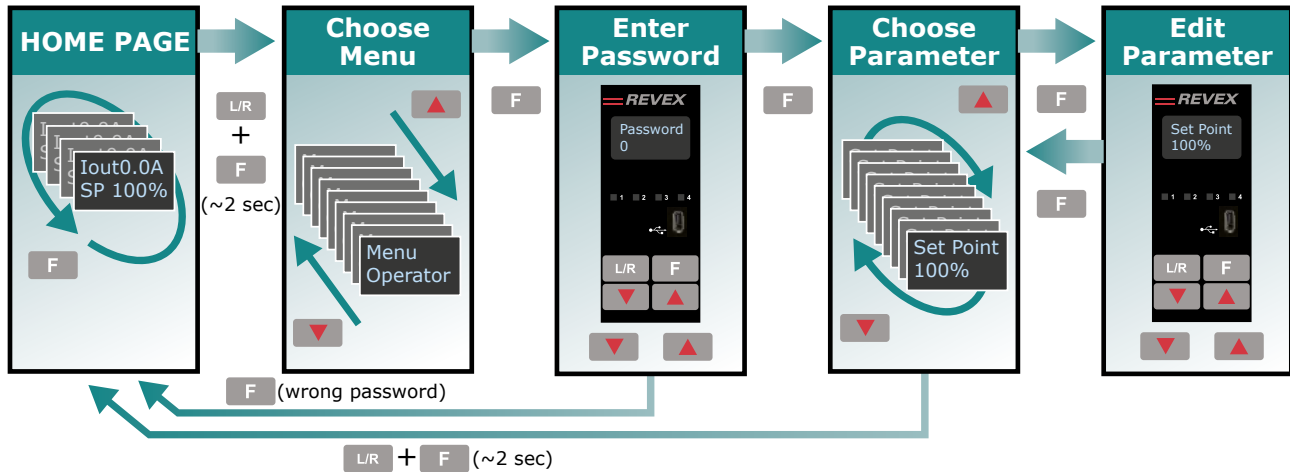 HOME PAGE
Iout0.0A
SP 100%
F
L/R
+
F
(~2 sec)
Choose
Menu
Menu
Operator
F
Enter
Password
REVEX
Password
0
1 2 3 4
L/R F
F
Choose
Parameter
Set Point
100%
F
F
Edit
Parameter
REVEX
Set Point
100%
1 2 3 4
L/R F
F (wrong password)
L/R + F (~2 sec)